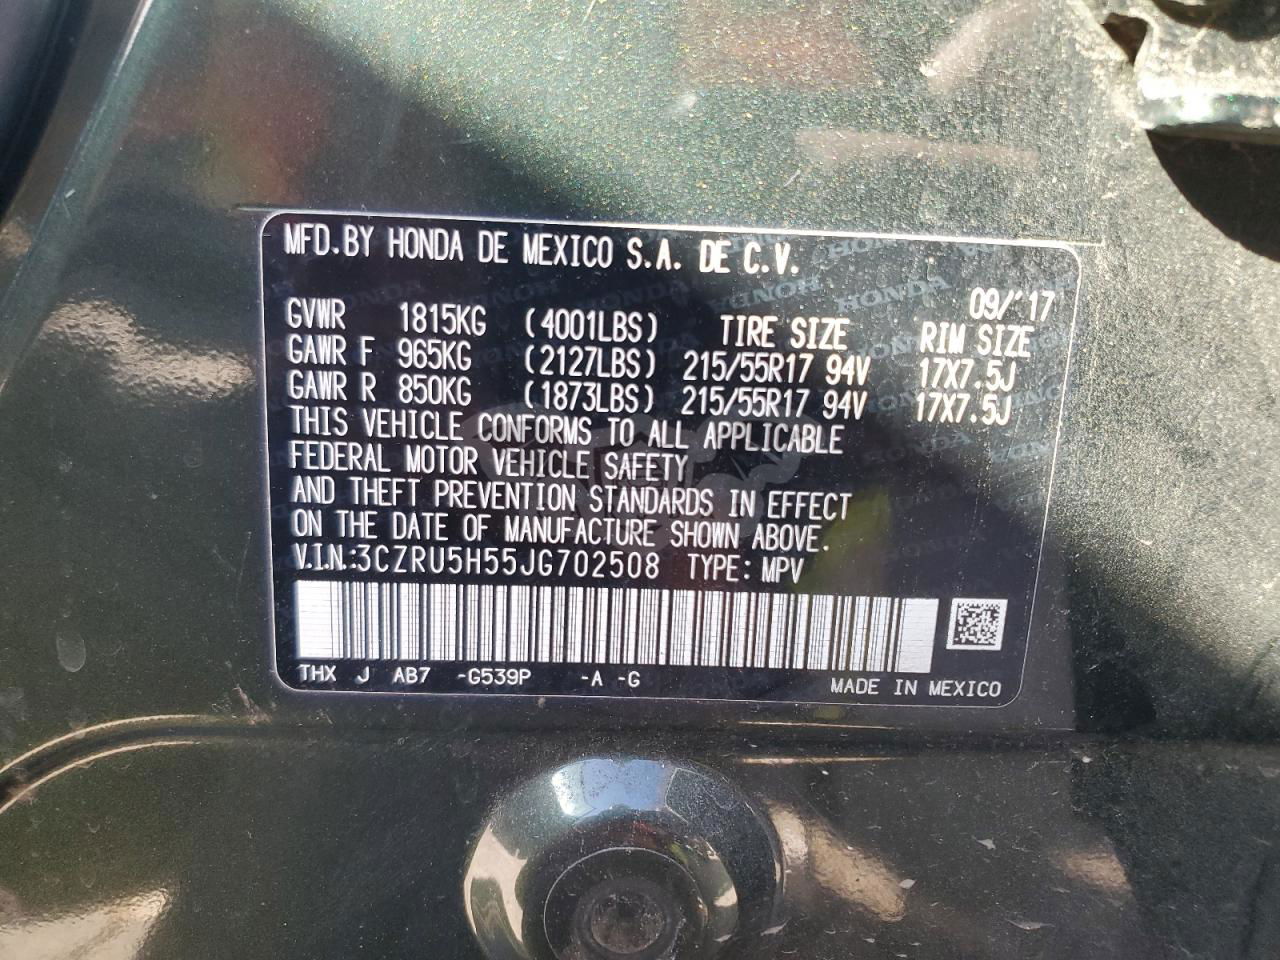 MFD.BY HONDA DE MEXICO S.A. DE C.V.
09/'17
GVWR 1815KG (4001LBS) TIRE SIZE RIM SIZE
GAWR F 965KG (2127LBS) 215/55R17 94V 17X7.5J
GAWR R 850KG (1873LBS) 215/55R17 94V 17X7.5J
THIS VEHICLE CONFORMS TO ALL APPLICABLE
FEDERAL MOTOR VEHICLE SAFETY
AND THEFT PREVENTION STANDARDS IN EFFECT
ON THE DATE OF MANUFACTURE SHOWN ABOVE.
V.I.N.:3CZRU5H55JG702508 TYPE: MPV
THX J AB7 -G539P -A -G
MADE IN MEXICO